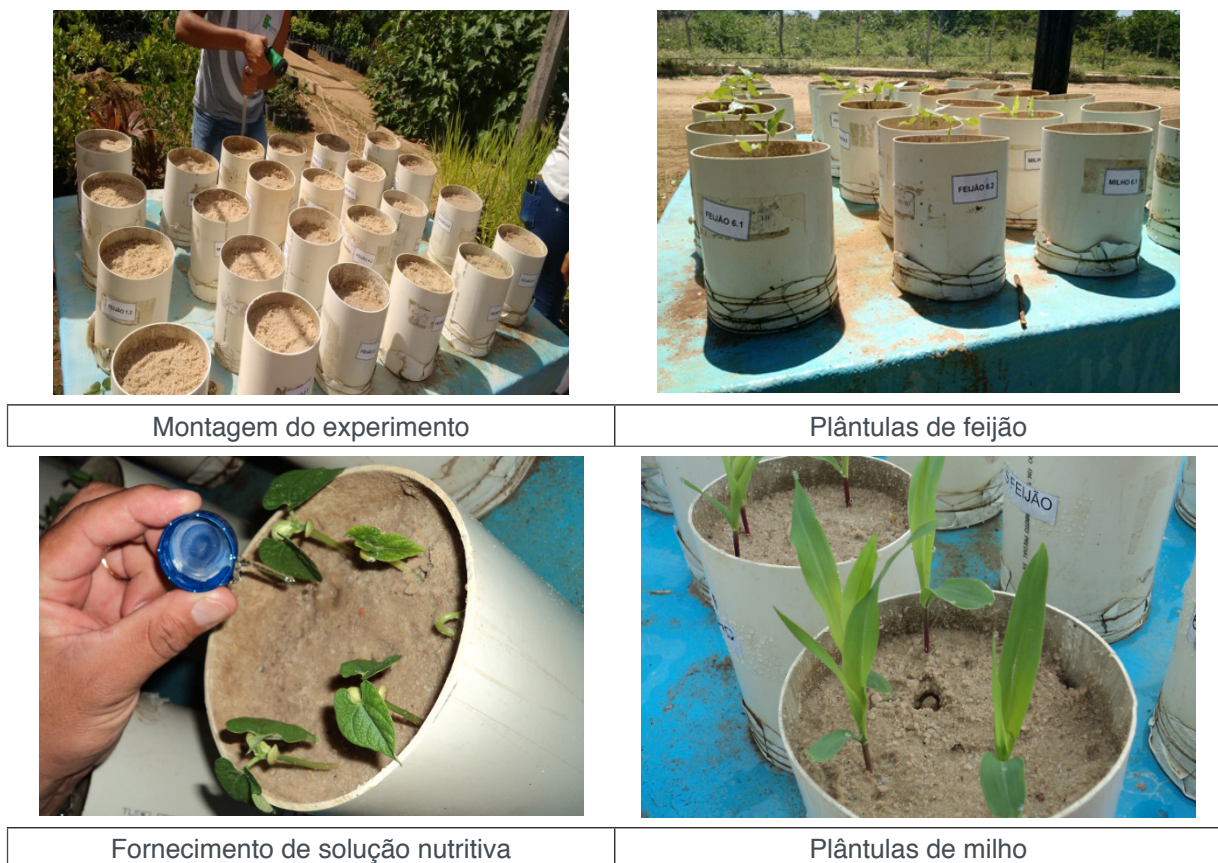 FEIJÃO 6.1
FEIJÃO 6.2
MILHO 6.1
Montagem do experimento
Plântulas de feijão
FEIJÃO
Fornecimento de solução nutritiva
Plântulas de milho